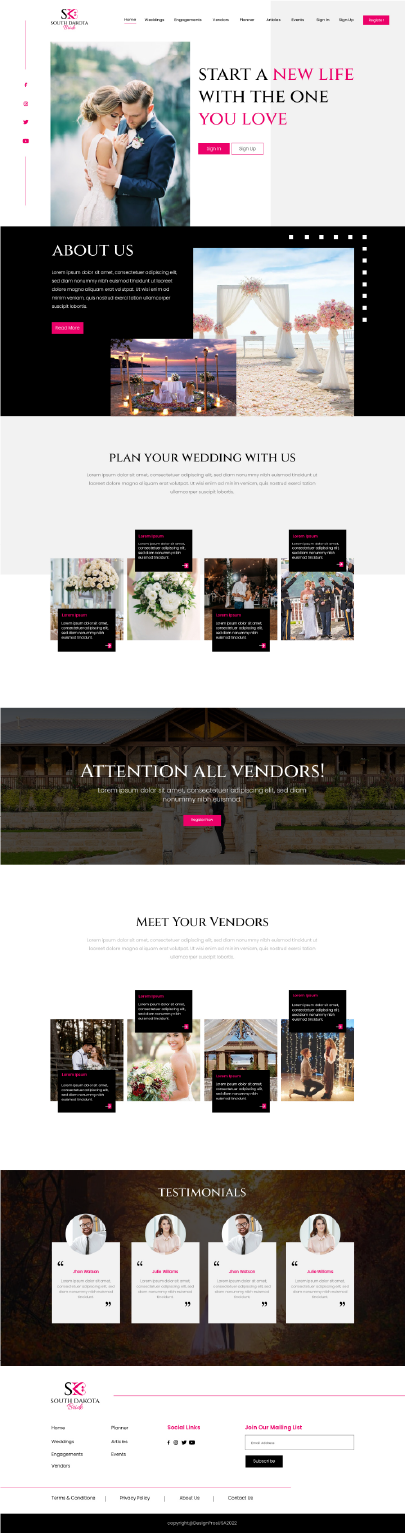 SK
SOUTH DAKOTA
Bride
Home Weddings Engagements Vendors Planner Articles Events Sign In Sign Up Register
START A NEW LIFE
WITH THE ONE
YOU LOVE
Sign In Sign Up
ABOUT US
Lorem ipsum dolor sit amet, consectetuer adipiscing elit,
sed diam nonummy nibh euismod tincidunt ut laoreet
dolore magna aliquam erat volutpat. Ut wisi enim ad
minim veniam, quis nostrud exerci tation ullamcorper
suscipit lobortis.
Read More
PLAN YOUR WEDDING WITH US
Lorem ipsum dolor sit amet, consectetuer adipiscing elit, sed diam nonummy nibh euismod tincidunt ut
laoreet dolore magna aliquam erat volutpat. Ut wisi enim ad minim veniam, quis nostrud exerci tation
ullamcorper suscipit lobortis.
Lorem Ipsum
Lorem ipsum dolor sit amet,
consectetuer adipiscing elit,
sed diam nonummy nibh
euismod tincidunt.
Lorem Ipsum
Lorem ipsum dolor sit amet,
consectetuer adipiscing elit,
sed diam nonummy nibh
euismod tincidunt.
Lorem Ipsum
Lorem ipsum dolor sit amet,
consectetuer adipiscing elit,
sed diam nonummy nibh
euismod tincidunt.
Lorem Ipsum
Lorem ipsum dolor sit amet,
consectetuer adipiscing elit,
sed diam nonummy nibh
euismod tincidunt.
ATTENTION ALL VENDORS!
Lorem ipsum dolor sit amet, consectetuer adipiscing elit, sed diam
nonummy nibh euismod.
Register Now
MEET YOUR VENDORS
Lorem ipsum dolor sit amet, consectetuer adipiscing elit, sed diam nonummy nibh euismod tincidunt ut
laoreet dolore magna aliquam erat volutpat. Ut wisi enim ad minim veniam, quis nostrud exerci tation
ullamcorper suscipit lobortis.
Lorem Ipsum
Lorem ipsum dolor sit amet,
consectetuer adipiscing elit,
sed diam nonummy nibh
euismod tincidunt.
Lorem Ipsum
Lorem ipsum dolor sit amet,
consectetuer adipiscing elit,
sed diam nonummy nibh
euismod tincidunt.
Lorem Ipsum
Lorem ipsum dolor sit amet,
consectetuer adipiscing elit,
sed diam nonummy nibh
euismod tincidunt.
Lorem Ipsum
Lorem ipsum dolor sit amet,
consectetuer adipiscing elit,
sed diam nonummy nibh
euismod tincidunt.
TESTIMONIALS
Jhon Watson Julie Williams Jhon Watson Julie Williams
Lorem ipsum dolor sit amet,
consectetuer adipiscing elit, sed
diam nonummy nibh euismod
tincidunt.
Lorem ipsum dolor sit amet,
consectetuer adipiscing elit, sed
diam nonummy nibh euismod
tincidunt.
Lorem ipsum dolor sit amet,
consectetuer adipiscing elit, sed
diam nonummy nibh euismod
tincidunt.
Lorem ipsum dolor sit amet,
consectetuer adipiscing elit, sed
diam nonummy nibh euismod
tincidunt.
SK
SOUTH DAKOTA
Bride
Home Planner Social Links Join Our Mailing List
Weddings Articles Email Address
Engagements Events
Vendors Subscribe
Terms & Conditions | Privacy Policy | About Us | Contact Us
copyright@DesignProsUSA2022